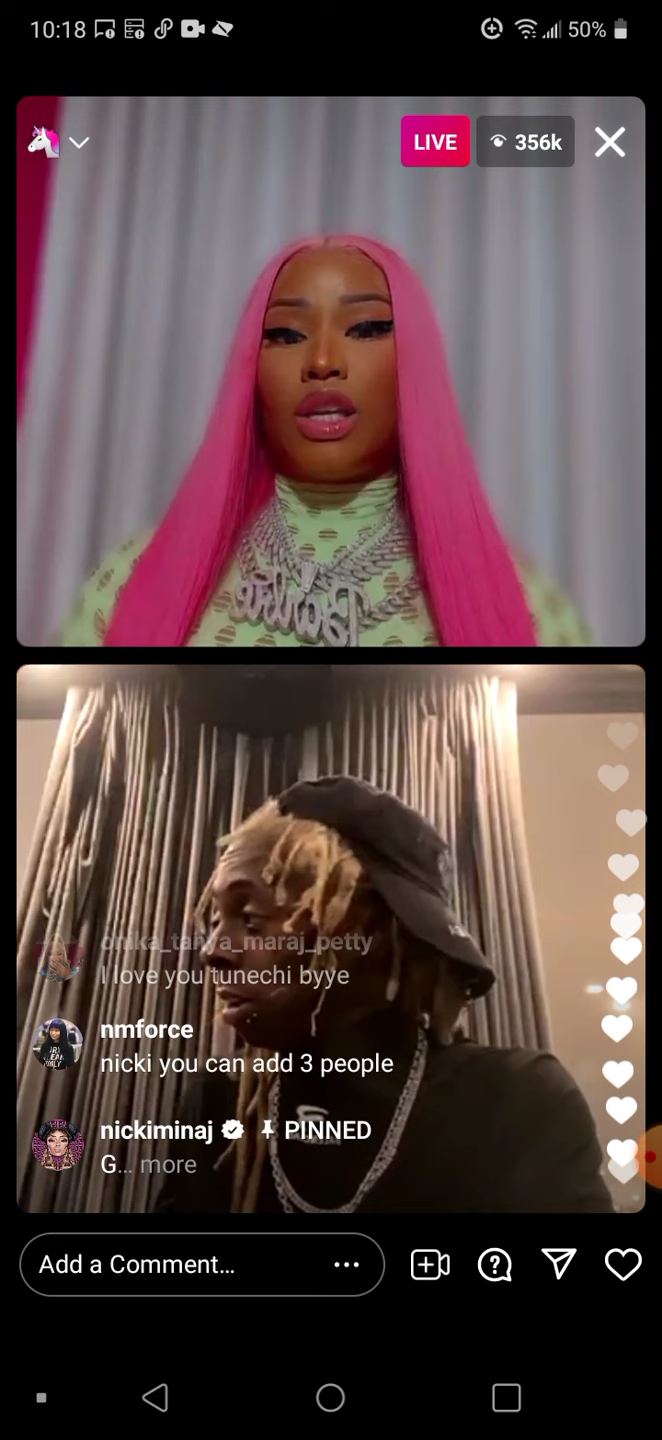 10:18
50%
LIVE
356k
onika_tanya_maraj_petty
I love you tunechi byye
nmforce
nicki you can add 3 people
nickiminaj PINNED
G... more
Add a Comment...